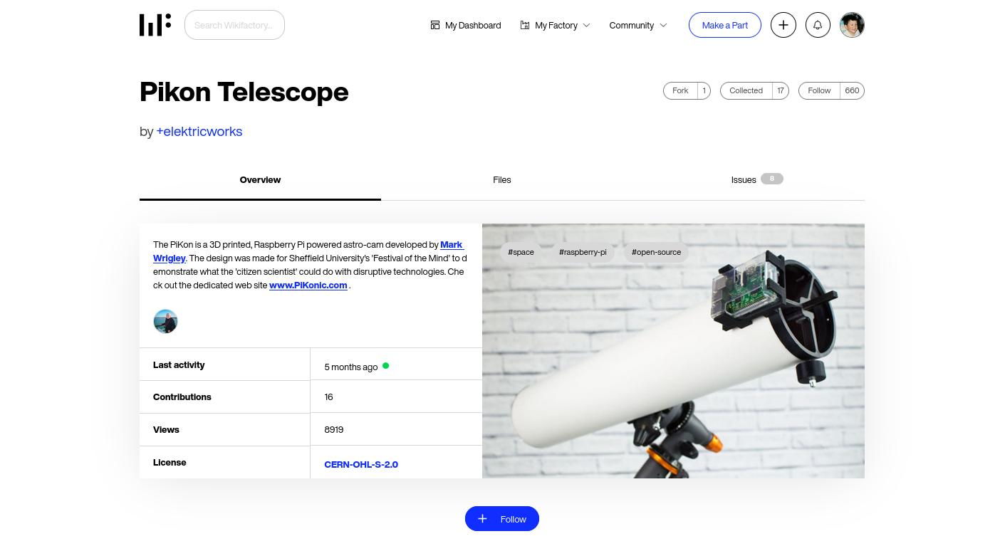 Search Wikifactory...
My Dashboard
My Factory
Community
Make a Part
Pikon Telescope
Fork 1
Collected 17
Follow 660
by +elektricworks
Overview
Files
Issues 8
The PiKon is a 3D printed, Raspberry Pi powered astro-cam developed by Mark
Wrigley. The design was made for Sheffield University's 'Festival of the Mind' to d
emonstrate what the 'citizen scientist' could do with disruptive technologies. Che
ck out the dedicated web site www.PiKonic.com .
Last activity 5 months ago
Contributions 16
Views 8919
License CERN-OHL-S-2.0
#space
#raspberry-pi
#open-source
Follow